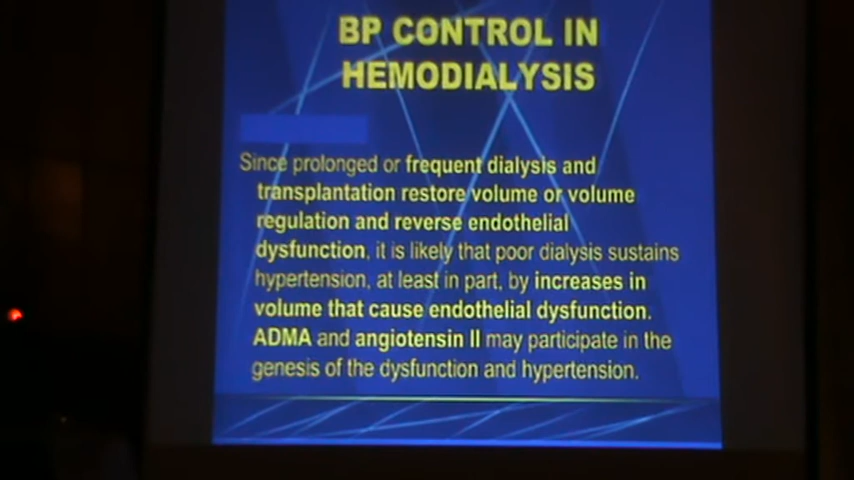 BP CONTROL IN
HEMODIALYSIS
Since prolonged or frequent dialysis and
transplantation restore volume or volume
regulation and reverse endothelial
dysfunction, it is likely that poor dialysis sustains
hypertension, at least in part, by increases in
volume that cause endothelial dysfunction.
ADMA and angiotensin II may participate in the
genesis of the dysfunction and hypertension.